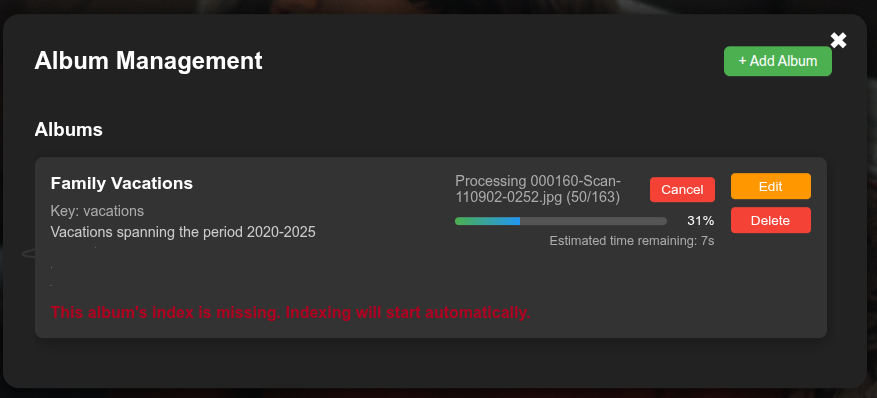 ✖
Album Management
+ Add Album
Albums
Family Vacations
Key: vacations
Vacations spanning the period 2020-2025
Processing 000160-Scan-
110902-0252.jpg (50/163)
Cancel
31%
Estimated time remaining: 7s
Edit
Delete
This album's index is missing. Indexing will start automatically.